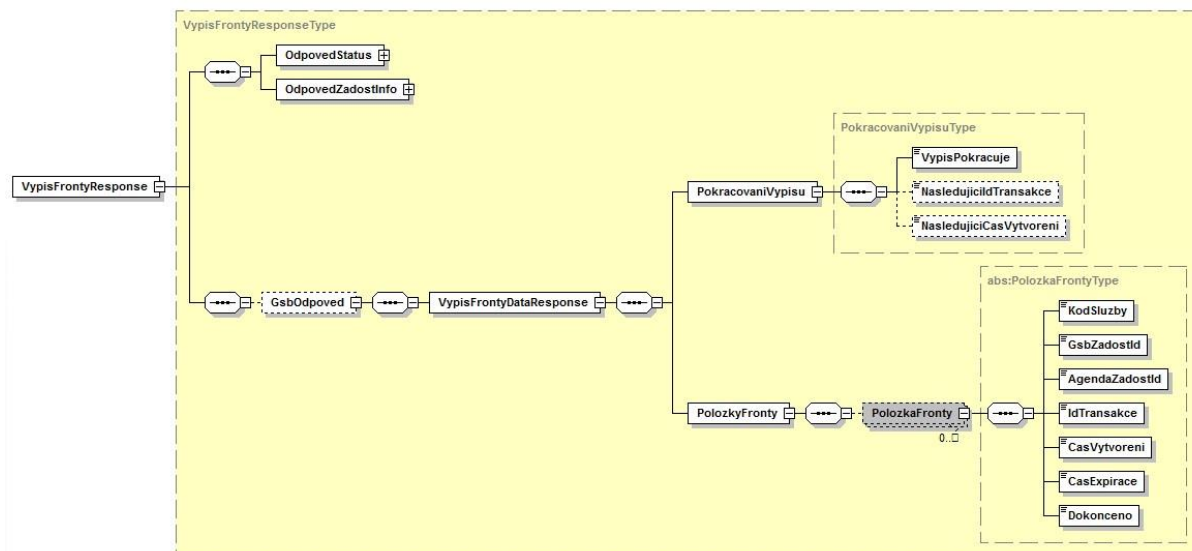 VypisFrontyResponseType
OdpovedStatus
OdpovedZadostInfo
VypisFrontyResponse
PokracovaniVypisuType
VypisPokracuje
PokracovaniVypisu
NasledujiciIdTransakce
NasledujiciCasVytvoreni
GsbOdpoved
VypisFrontyDataResponse
abs:PolozkaFrontyType
KodSluzby
GsbZadostId
AgendaZadostId
PolozkyFronty
PolozkaFronty
0..
IdTransakce
CasVytvoreni
CasExpirace
Dokonceno